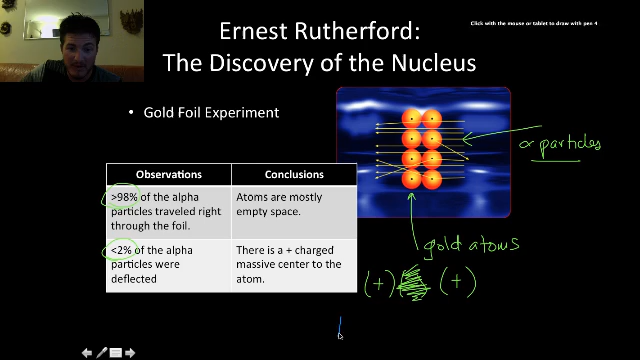 Click with the mouse or tablet to draw with pen 4
Ernest Rutherford:
The Discovery of the Nucleus
• Gold Foil Experiment
α particles
Observations
Conclusions
>98% of the alpha
particles traveled right
through the foil.
Atoms are mostly
empty space.
<2% of the alpha
particles were
deflected
There is a + charged
massive center to the
atom.
gold atoms
(+) (+)